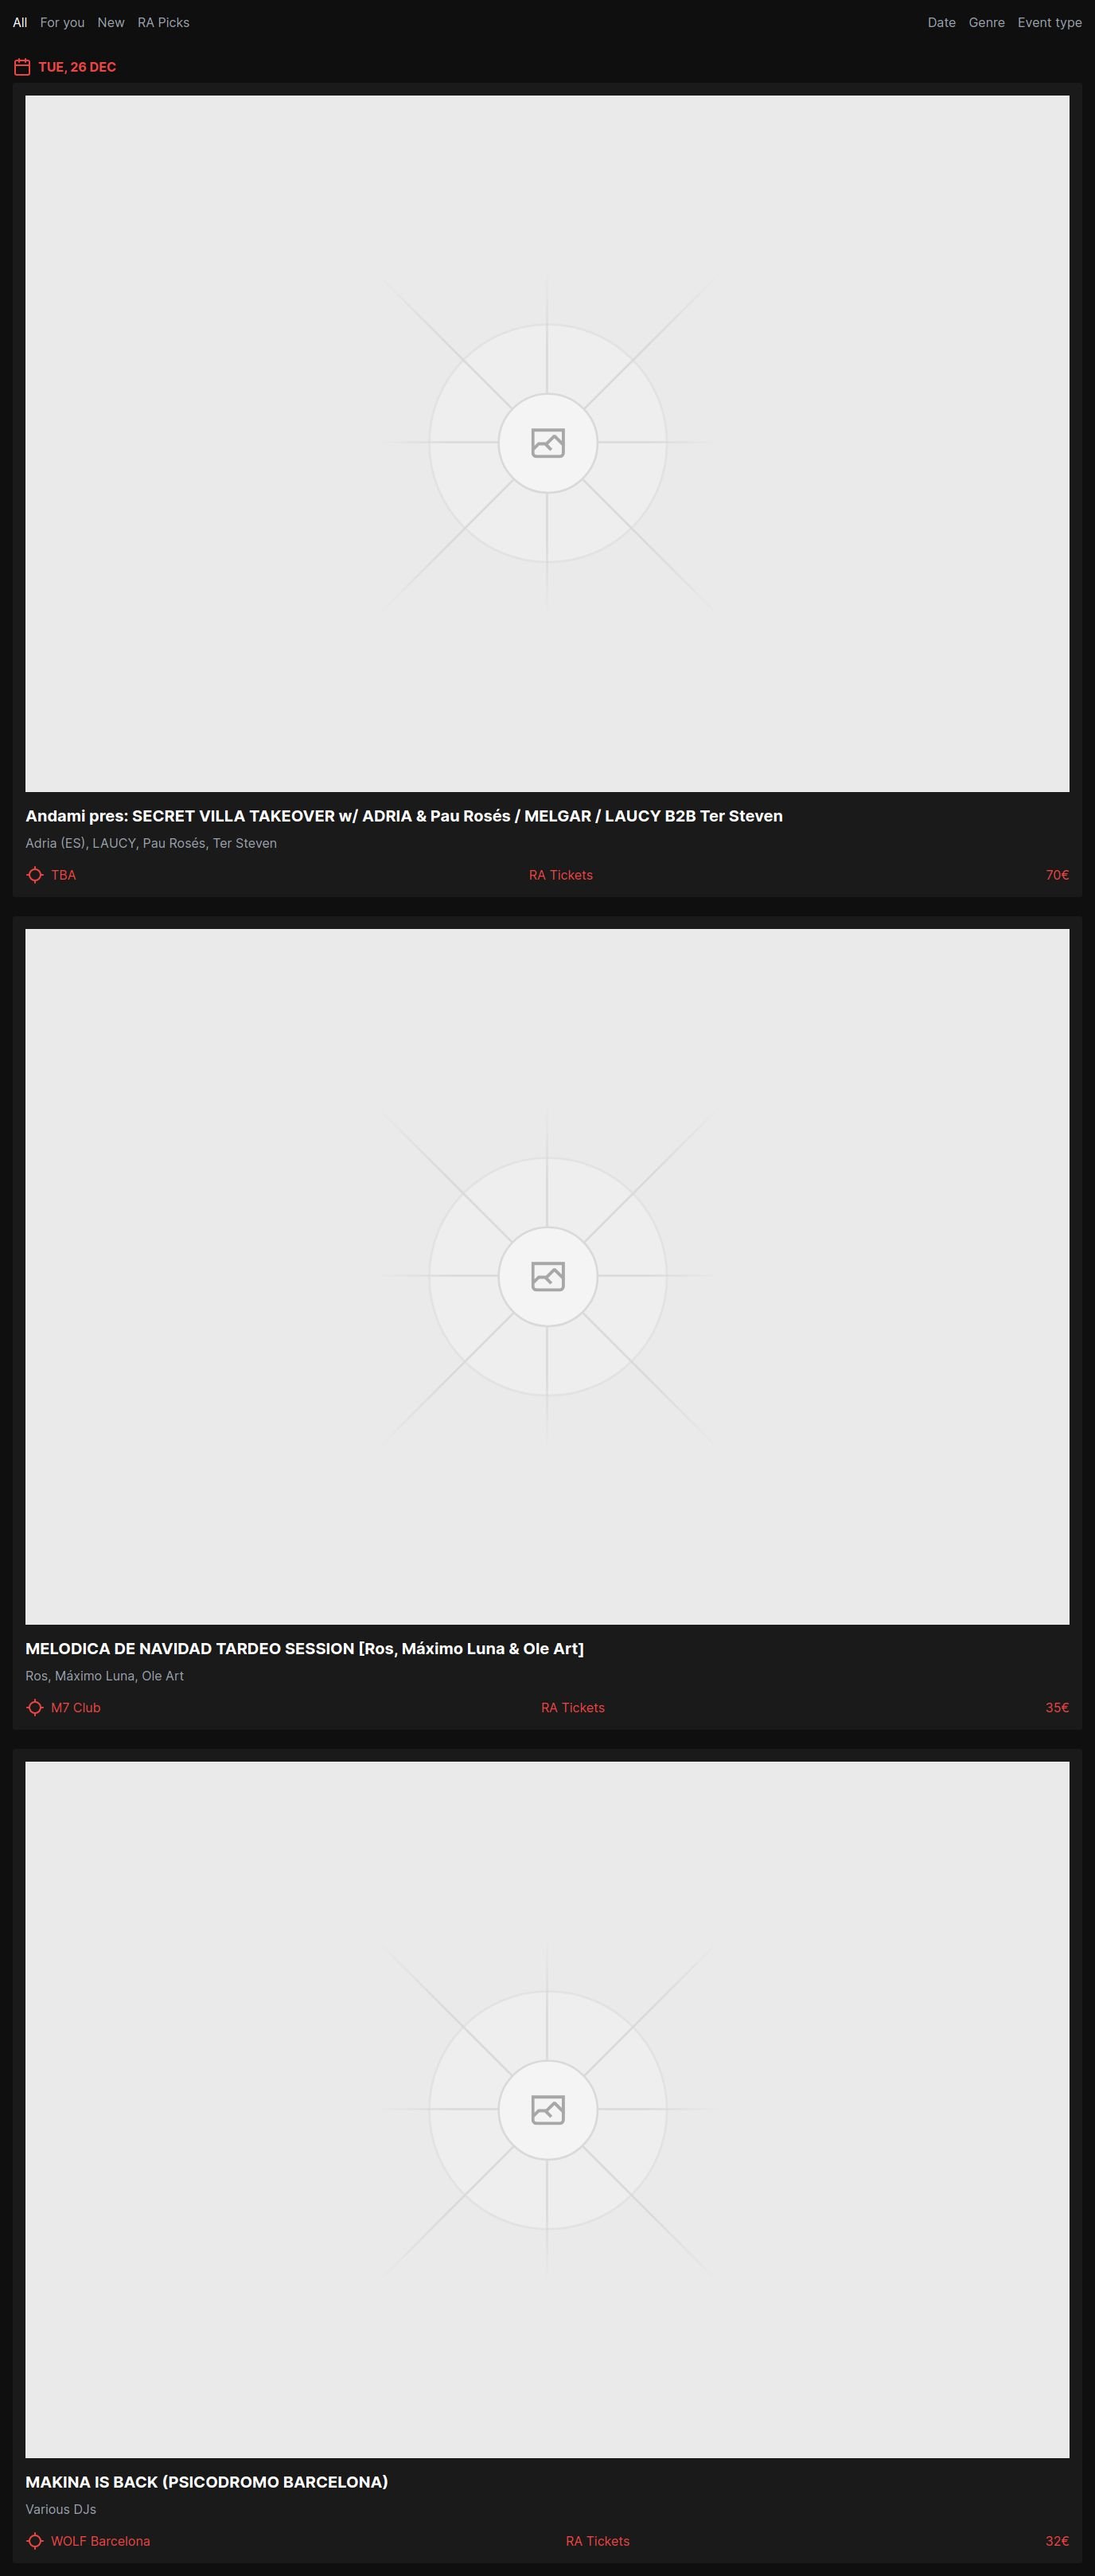 All For you New RA Picks Date Genre Event type
TUE, 26 DEC
Andami pres: SECRET VILLA TAKEOVER w/ ADRIA & Pau Rosés / MELGAR / LAUCY B2B Ter Steven
Adria (ES), LAUCY, Pau Rosés, Ter Steven
TBA RA Tickets 70€
MELODICA DE NAVIDAD TARDEO SESSION [Ros, Máximo Luna & Ole Art]
Ros, Máximo Luna, Ole Art
M7 Club RA Tickets 35€
MAKINA IS BACK (PSICODROMO BARCELONA)
Various DJs
WOLF Barcelona RA Tickets 32€